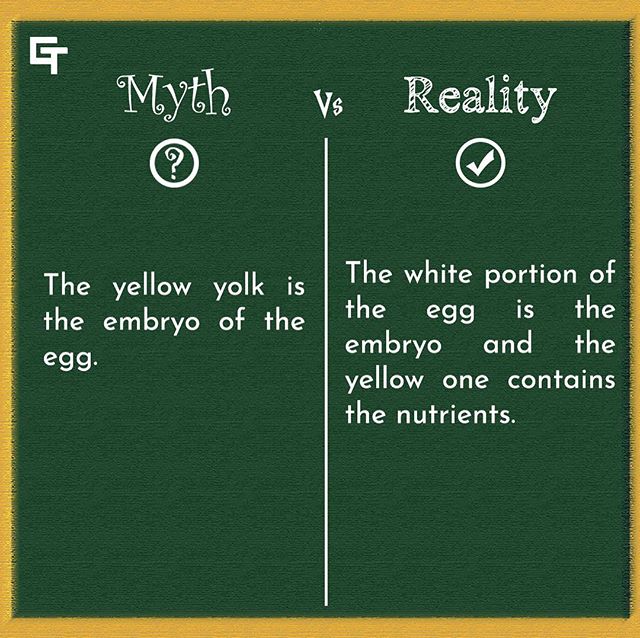 GT
Myth Vs Reality
The yellow yolk is
the embryo of the
egg.
The white portion of
the egg is the
embryo and the
yellow one contains
the nutrients.